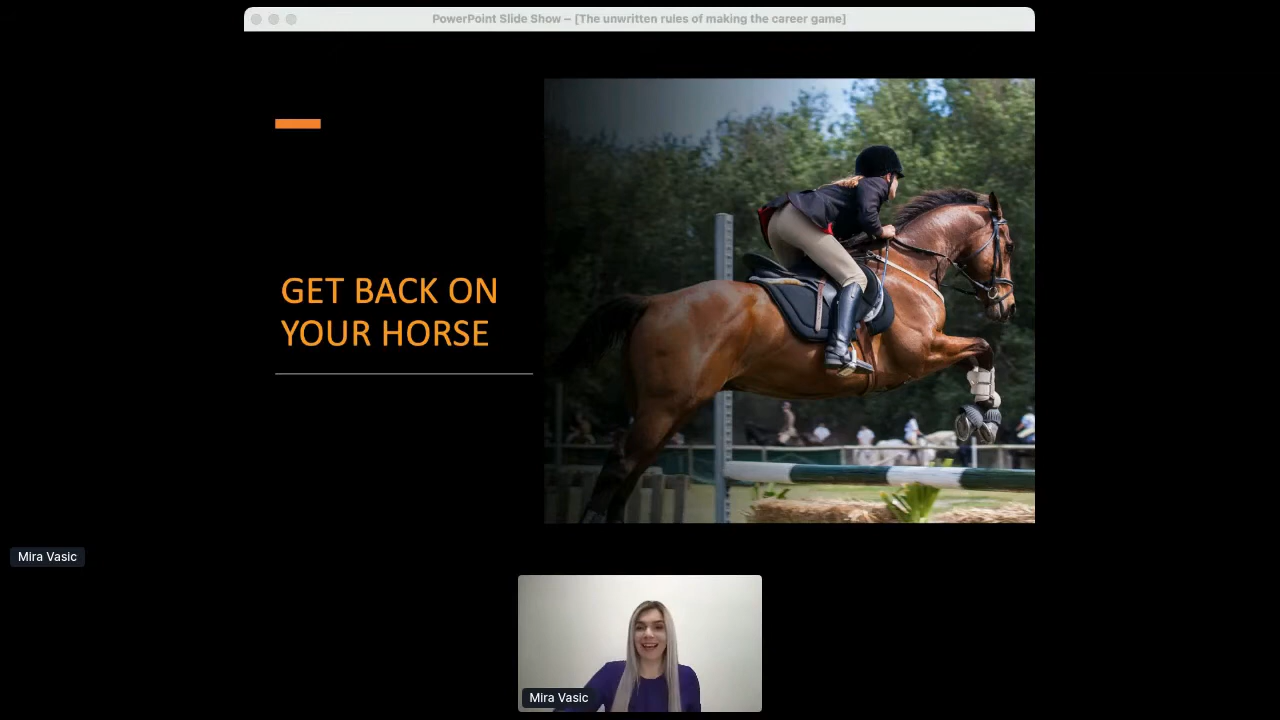 PowerPoint Slide Show – [The unwritten rules of making the career game]
GET BACK ON
YOUR HORSE
Mira Vasic
Mira Vasic